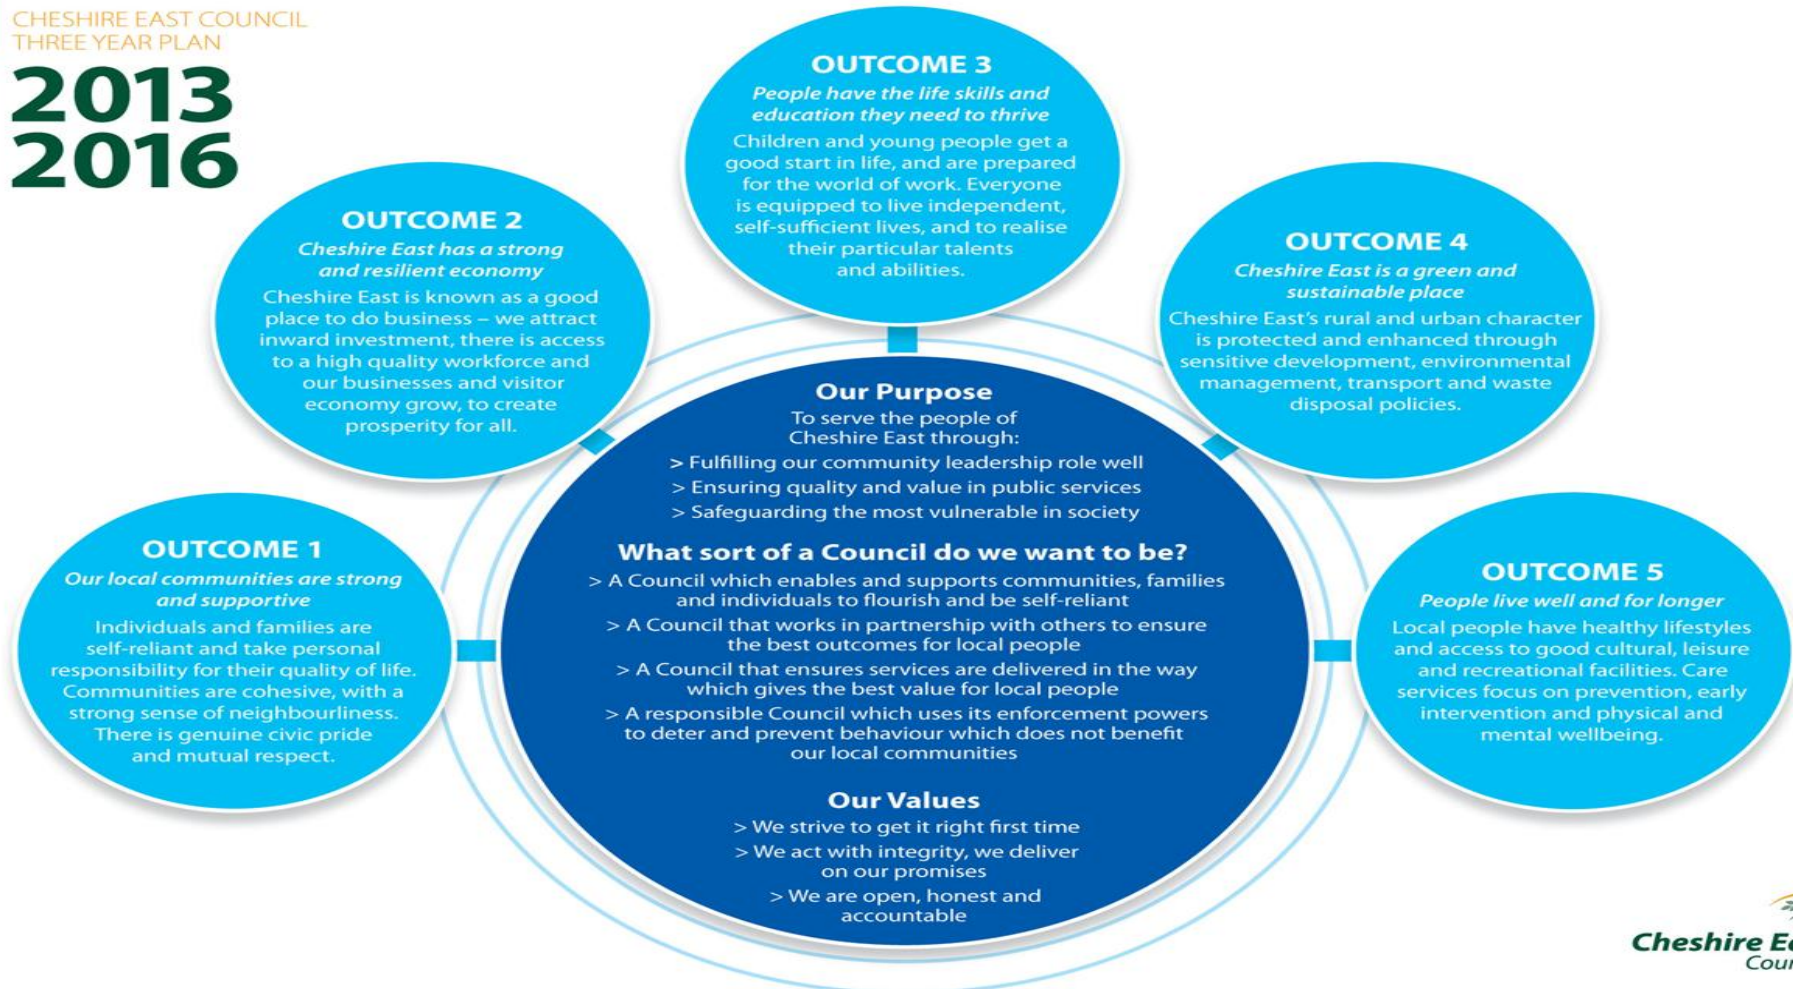 CHESHIRE EAST COUNCIL
THREE YEAR PLAN
2013
2016
OUTCOME 1
Our local communities are strong
and supportive
Individuals and families are
self-reliant and take personal
responsibility for their quality of life.
Communities are cohesive, with a
strong sense of neighbourliness.
There is genuine civic pride
and mutual respect.
OUTCOME 2
Cheshire East has a strong
and resilient economy
Cheshire East is known as a good
place to do business – we attract
inward investment, there is access
to a high quality workforce and
our businesses and visitor
economy grow, to create
prosperity for all.
OUTCOME 3
People have the life skills and
education they need to thrive
Children and young people get a
good start in life, and are prepared
for the world of work. Everyone
is equipped to live independent,
self-sufficient lives, and to realise
their particular talents
and abilities.
OUTCOME 4
Cheshire East is a green and
sustainable place
Cheshire East's rural and urban character
is protected and enhanced through
sensitive development, environmental
management, transport and waste
disposal policies.
OUTCOME 5
People live well and for longer
Local people have healthy lifestyles
and access to good cultural, leisure
and recreational facilities. Care
services focus on prevention, early
intervention and physical and
mental wellbeing.
Our Purpose
To serve the people of
Cheshire East through:
> Fulfilling our community leadership role well
> Ensuring quality and value in public services
> Safeguarding the most vulnerable in society
What sort of a Council do we want to be?
> A Council which enables and supports communities, families
and individuals to flourish and be self-reliant
> A Council that works in partnership with others to ensure
the best outcomes for local people
> A Council that ensures services are delivered in the way
which gives the best value for local people
> A responsible Council which uses its enforcement powers
to deter and prevent behaviour which does not benefit
our local communities
Our Values
> We strive to get it right first time
> We act with integrity, we deliver
on our promises
> We are open, honest and
accountable
Cheshire